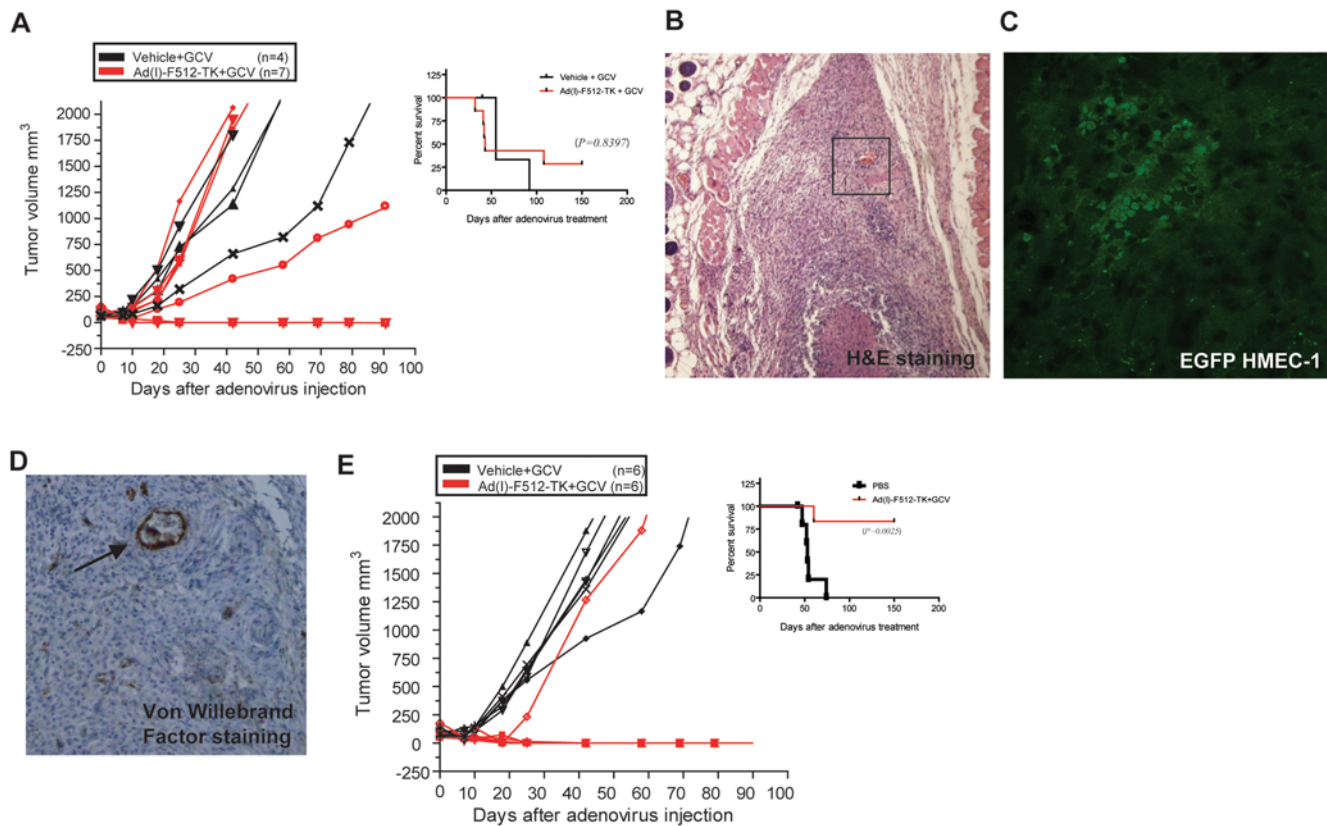 A
Vehicle+GCV (n=4)
Ad(I)-F512-TK+GCV (n=7)
Tumor volume mm3
2000
1750
1500
1250
1000
750
500
250
0
-250
0 10 20 30 40 50 60 70 80 90 100
Days after adenovirus injection
Percent survival
125
100
75
50
25
0
0 50 100 150 200
Days after adenovirus treatment
Vehicle + GCV
Ad(I)-F512-TK + GCV
(P=0.8397)
B
H&E staining
C
EGFP HMEC-1
D
Von Willebrand
Factor staining
E
Vehicle+GCV (n=6)
Ad(I)-F512-TK+GCV (n=6)
Tumor volume mm3
2000
1750
1500
1250
1000
750
500
250
0
-250
0 10 20 30 40 50 60 70 80 90 100
Days after adenovirus injection
Percent survival
125
100
75
50
25
0
0 50 100 150 200
Days after adenovirus treatment
PBS
Ad(I)-F512-TK+GCV
(P=0.0025)